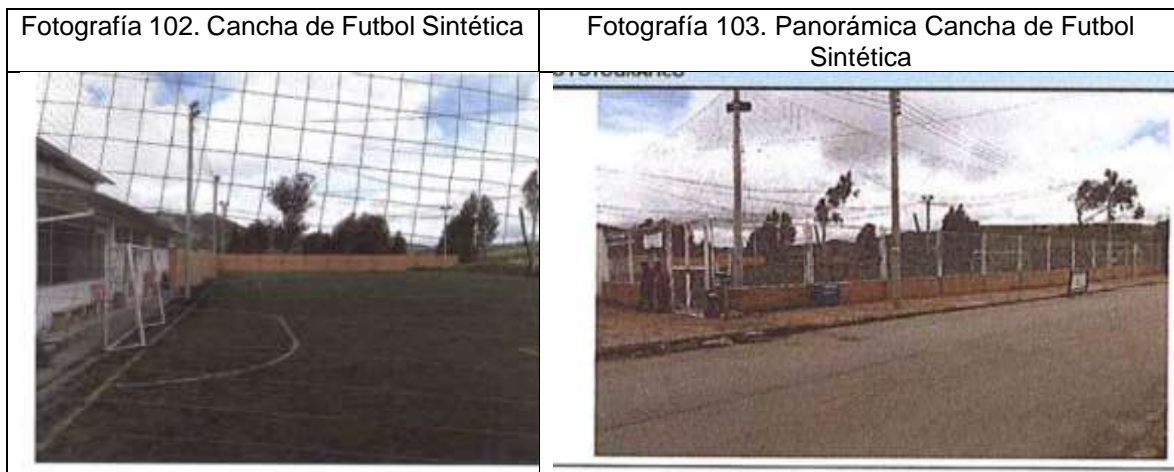 Fotografía 102. Cancha de Futbol Sintética
Fotografía 103. Panorámica Cancha de Futbol
Sintética